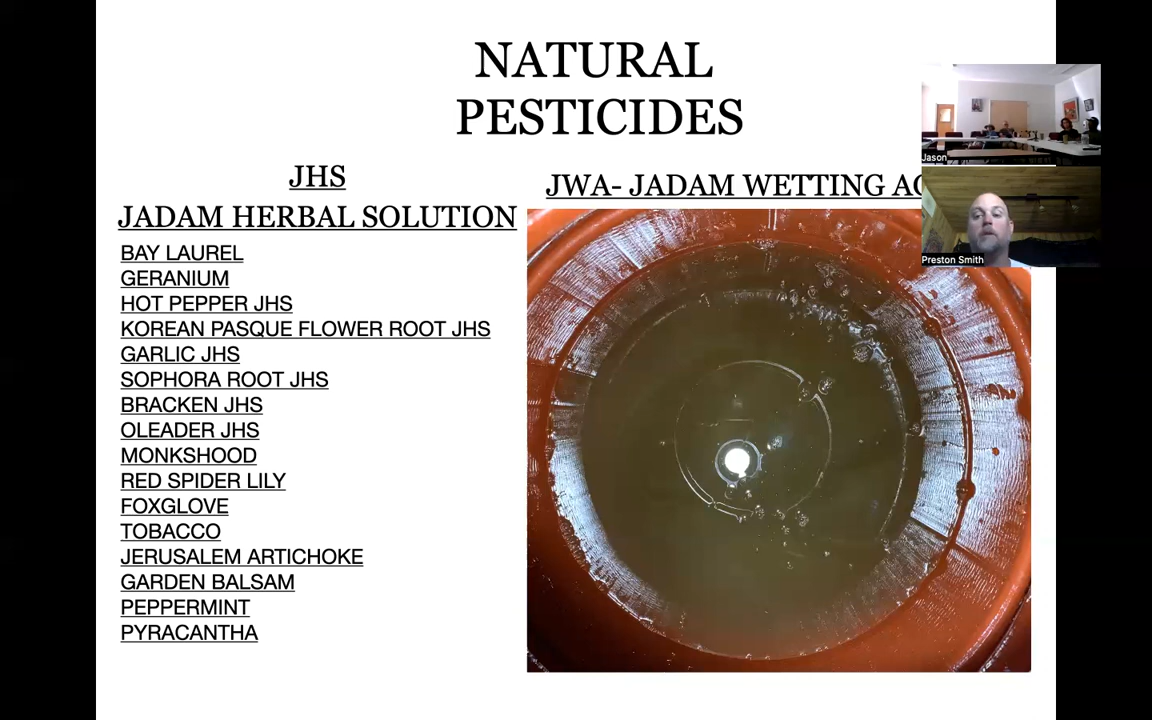 NATURAL
PESTICIDES
JHS
JADAM HERBAL SOLUTION
BAY LAUREL
GERANIUM
HOT PEPPER JHS
KOREAN PASQUE FLOWER ROOT JHS
GARLIC JHS
SOPHORA ROOT JHS
BRACKEN JHS
OLEADER JHS
MONKSHOOD
RED SPIDER LILY
FOXGLOVE
TOBACCO
JERUSALEM ARTICHOKE
GARDEN BALSAM
PEPPERMINT
PYRACANTHA
JWA- JADAM WETTING
Jason
Preston Smith